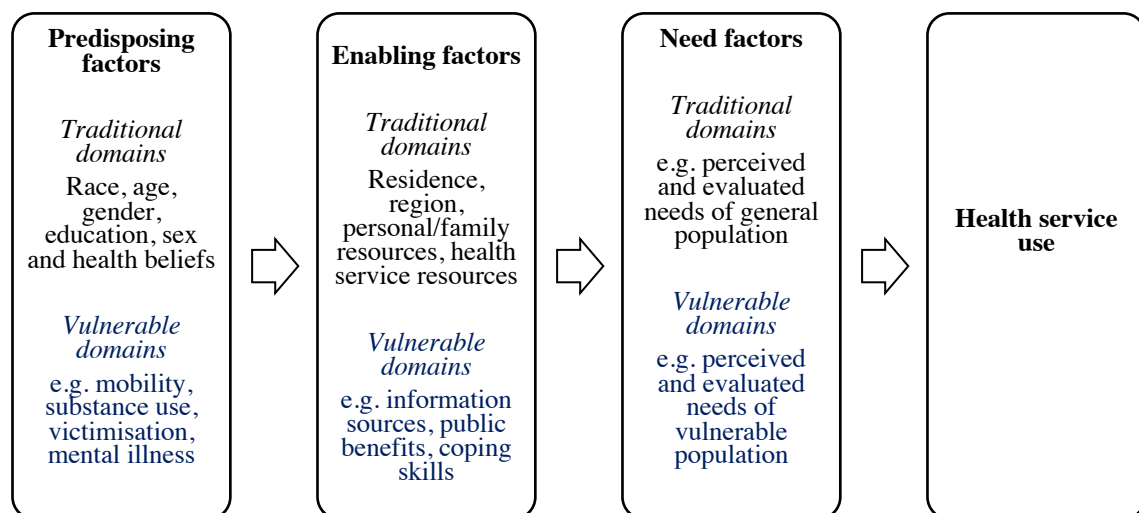 Predisposing
factors
Traditional
domains
Race, age,
gender,
education, sex
and health beliefs
Vulnerable
domains
e.g. mobility,
substance use,
victimisation,
mental illness
Enabling factors
Traditional
domains
Residence,
region,
personal/family
resources, health
service resources
Vulnerable
domains
e.g. information
sources, public
benefits, coping
skills
Need factors
Traditional
domains
e.g. perceived
and evaluated
needs of general
population
Vulnerable
domains
e.g. perceived
and evaluated
needs of
vulnerable
population
Health service
use